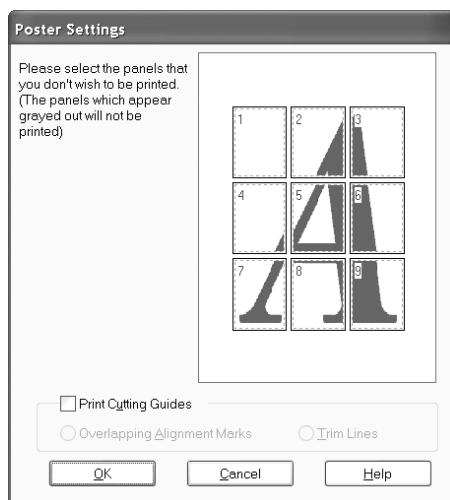 Poster Settings
Please select the panels that
you don't wish to be printed.
(The panels which appear
grayed out will not be
printed)
1 2 3
4 5 6
7 8 9
Print Cutting Guides
Overlapping Alignment Marks Trim Lines
OK Cancel Help